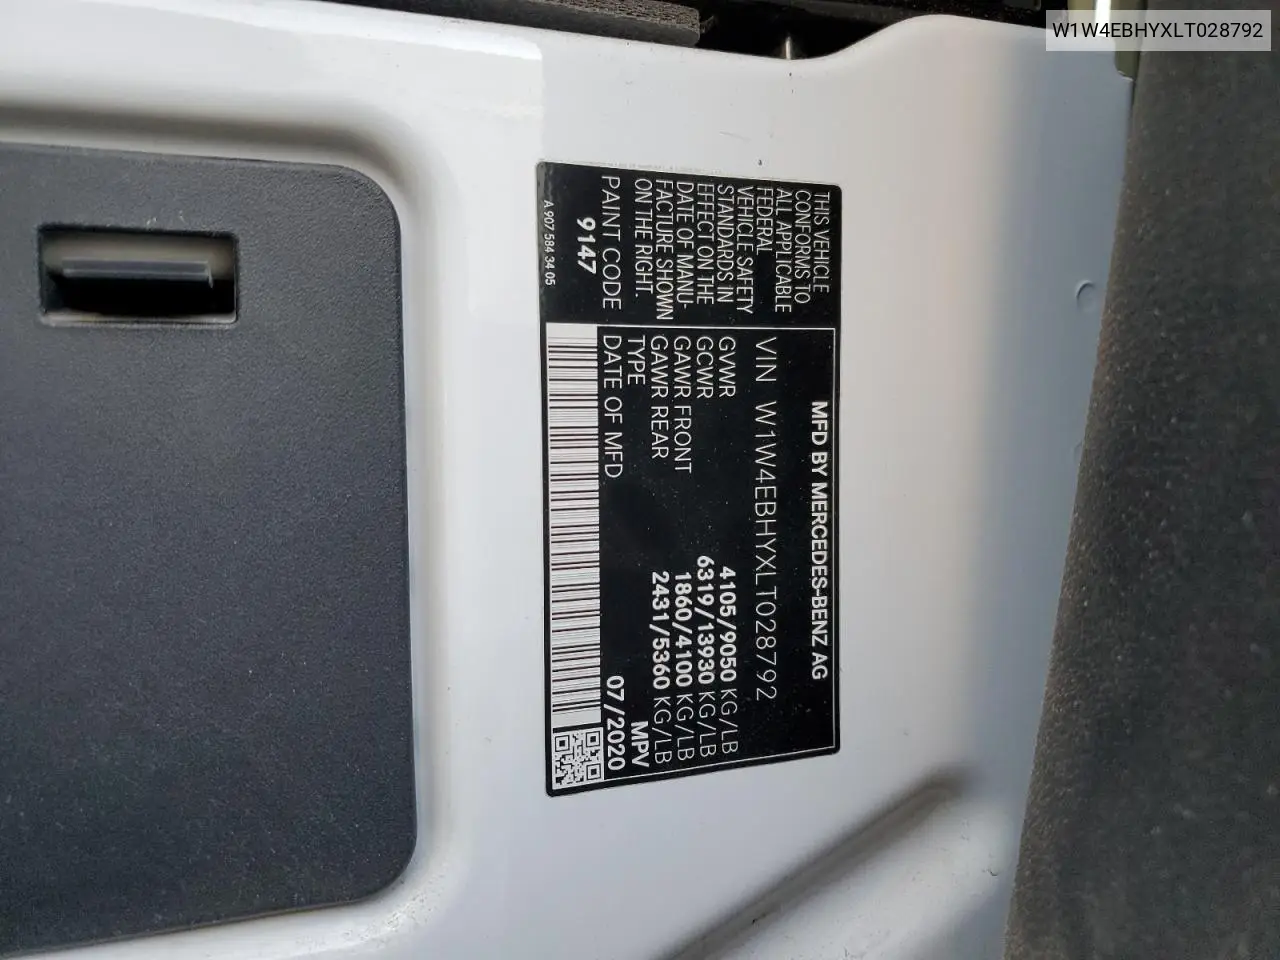 W1W4EBHYXLT028792
MFD BY MERCEDES-BENZ AG
VIN W1W4EBHYXLT028792
GVWR 4105/9050 KG/LB
GCWR 6319/13930 KG/LB
GAWR FRONT 1860/4100 KG/LB
GAWR REAR 2431/5360 KG/LB
TYPE MPV
DATE OF MFD 07/2020
THIS VEHICLE
CONFORMS TO
ALL APPLICABLE
FEDERAL
VEHICLE SAFETY
STANDARDS IN
EFFECT ON THE
DATE OF MANU-
FACTURE SHOWN
ON THE RIGHT.
PAINT CODE
9147
A 907 584 34 05